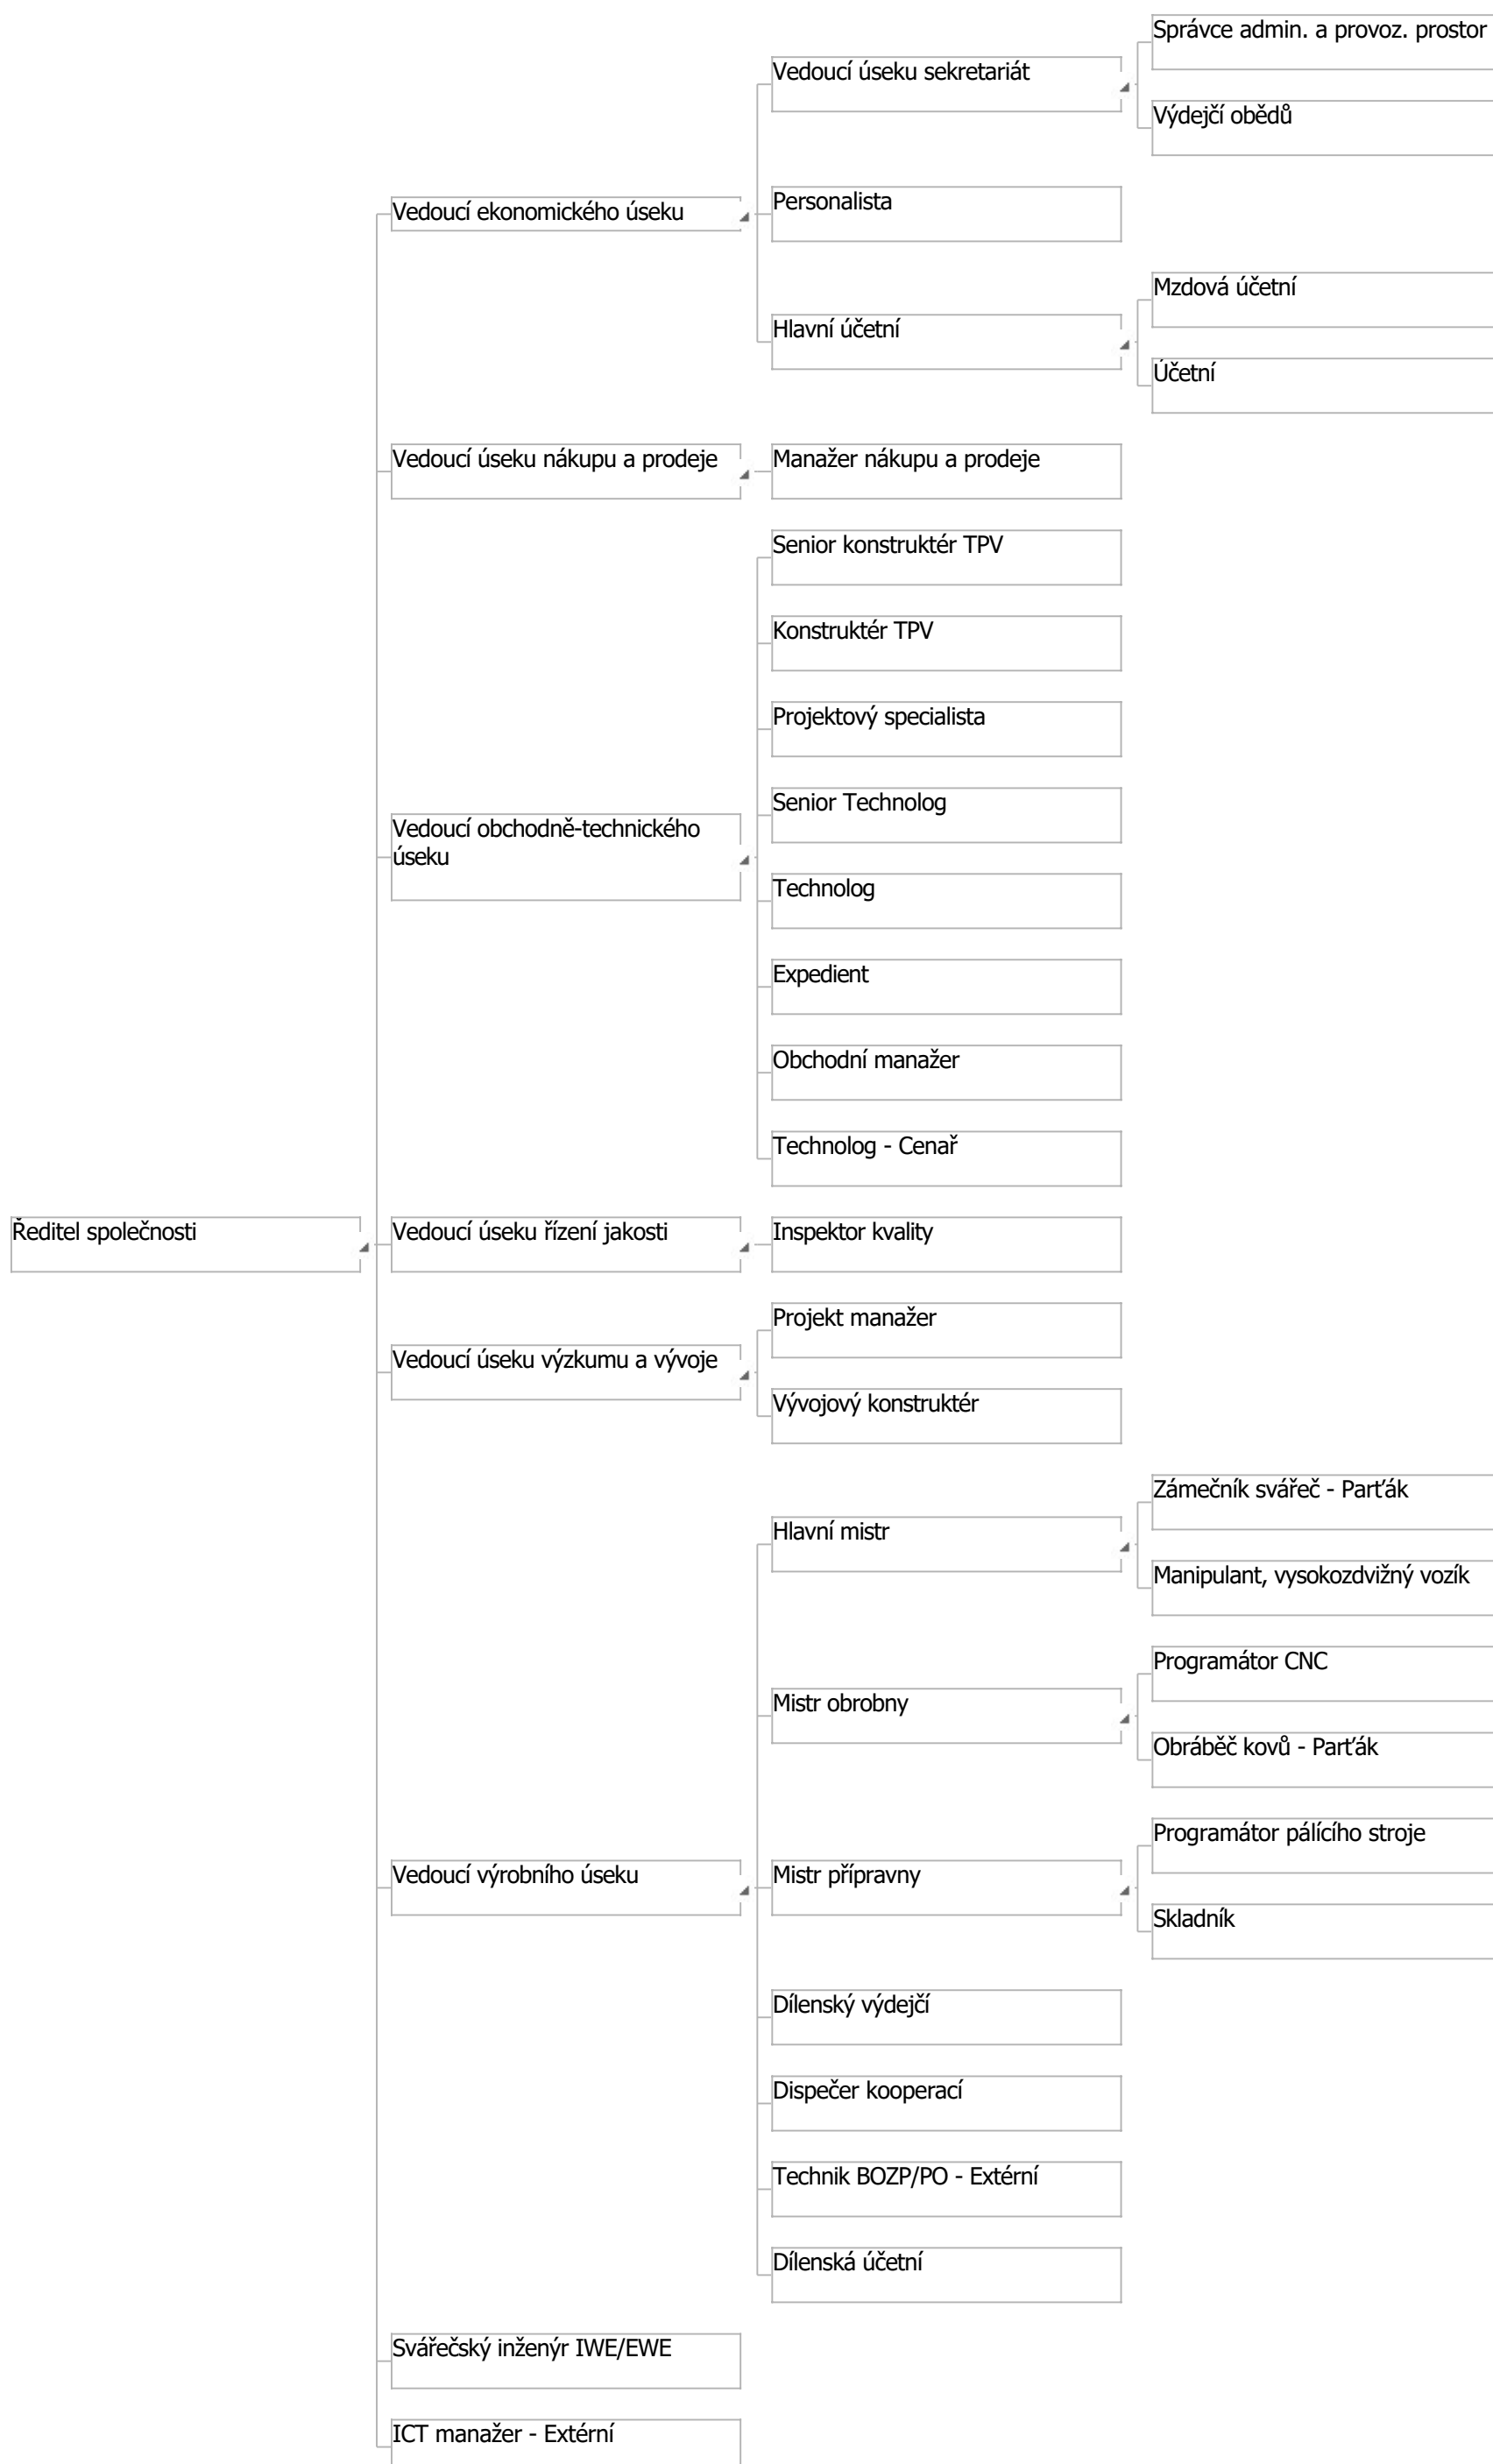 Správce admin. a provoz. prostor
Vedoucí úseku sekretariát
Výdejčí obědů
Vedoucí ekonomického úseku
Personalista
Mzdová účetní
Hlavní účetní
Účetní
Vedoucí úseku nákupu a prodeje
Manažer nákupu a prodeje
Senior konstruktér TPV
Konstruktér TPV
Projektový specialista
Senior Technolog
Vedoucí obchodně-technického
úseku
Technolog
Expedient
Obchodní manažer
Technolog - Cenař
Ředitel společnosti
Vedoucí úseku řízení jakosti
Inspektor kvality
Projekt manažer
Vedoucí úseku výzkumu a vývoje
Vývojový konstruktér
Zámečník svářeč - Parťák
Hlavní mistr
Manipulant, vysokozdvižný vozík
Programátor CNC
Mistr obrobny
Obráběč kovů - Parťák
Programátor pálícího stroje
Vedoucí výrobního úseku
Mistr přípravny
Skladník
Dílenský výdejčí
Dispečer kooperací
Technik BOZP/PO - Extérní
Dílenská účetní
Svářečský inženýr IWE/EWE
ICT manažer - Extérní